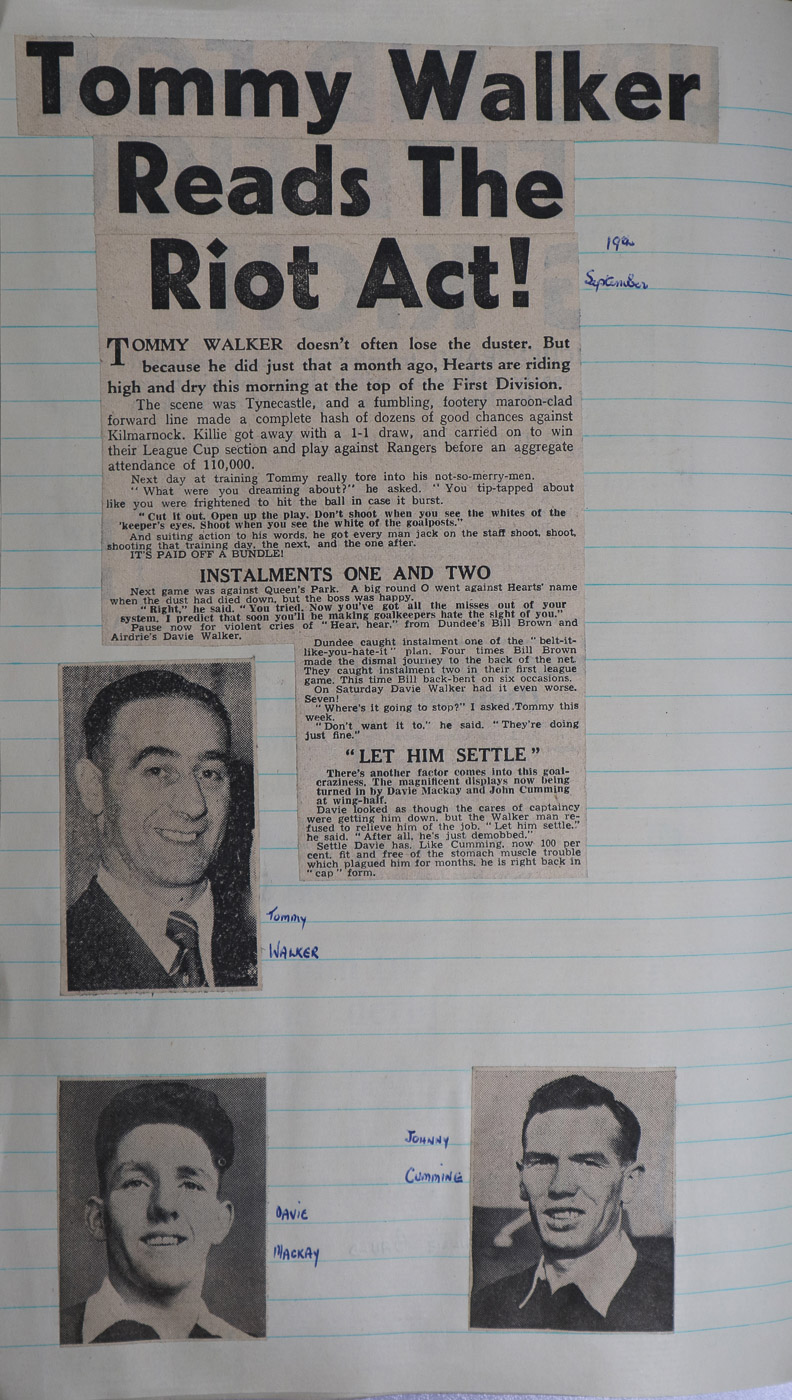 Tommy Walker
Reads The
Riot Act!
19th
September
TOMMY WALKER doesn't often lose the duster. But
because he did just that a month ago, Hearts are riding
high and dry this morning at the top of the First Division.
The scene was Tynecastle, and a fumbling, footery maroon-clad
forward line made a complete hash of dozens of good chances against
Kilmarnock. Killie got away with a 1-1 draw, and carried on to win
their League Cup section and play against Rangers before an aggregate
attendance of 110,000.
Next day at training Tommy really tore into his not-so-merry-men.
"What were you dreaming about?" he asked. "You tip-tapped about
like you were frightened to hit the ball in case it burst.
"Cut it out. Open up the play. Don't shoot when you see the whites of the
'keeper's eyes. Shoot when you see the white of the goalposts."
And suiting action to his words, he got every man jack on the staff shoot, shoot,
shooting that training day, the next, and the one after.
IT'S PAID OFF A BUNDLE!
INSTALMENTS ONE AND TWO
Next game was against Queen's Park. A big round O went against Hearts' name
when the dust had died down, but the boss was happy.
"Right," he said. "You tried. Now you've got all the misses out of your
system. I predict that soon you'll be making goalkeepers hate the sight of you."
Pause now for violent cries of "Hear, hear," from Dundee's Bill Brown and
Airdrie's Davie Walker.
Dundee caught instalment one of the "belt-it-
like-you-hate-it" plan. Four times Bill Brown
made the dismal journey to the back of the net.
They caught instalment two in their first league
game. This time Bill back-bent on six occasions.
On Saturday Davie Walker had it even worse.
Seven!
"Where's it going to stop?" I asked Tommy this
week.
"Don't want it to," he said. "They're doing
just fine."
"LET HIM SETTLE"
There's another factor comes into this goal-
craziness. The magnificent displays now being
turned in by Davie Mackay and John Cumming
at wing-half.
Davie looked as though the cares of captaincy
were getting him down, but the Walker man re-
fused to relieve him of the job. "Let him settle,"
he said. "After all, he's just demobbed."
Settle Davie has. Like Cumming, now 100 per
cent. fit and free of the stomach muscle trouble
which plagued him for months, he is right back in
"cap" form.
Tommy
WALKER
DAVIE
MACKAY
JOHNNY
CUMMING